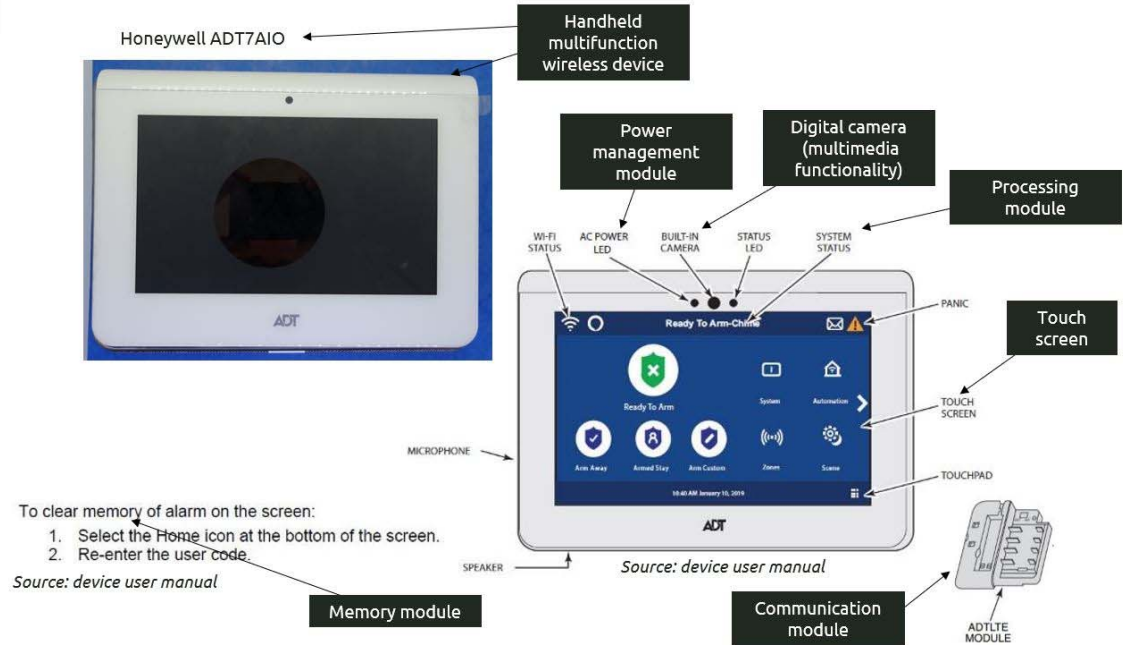 Honeywell ADT7AIO
Handheld
multifunction
wireless device
ADT
Power
management
module
Digital camera
(multimedia
functionality)
Processing
module
WI-FI
STATUS
AC POWER
LED
BUILT-IN
CAMERA
STATUS
LED
SYSTEM
STATUS
Ready To Arm-Chime
PANIC
Touch
screen
Ready To Arm
System
Automation
TOUCH
SCREEN
MICROPHONE
Arm Away
Armed Stay
Arm Custom
Zones
Scene
TOUCHPAD
10:40 AM January 10, 2019
ADT
SPEAKER
To clear memory of alarm on the screen:
1. Select the Home icon at the bottom of the screen.
2. Re-enter the user code.
Source: device user manual
Source: device user manual
Memory module
Communication
module
ADTLTE
MODULE